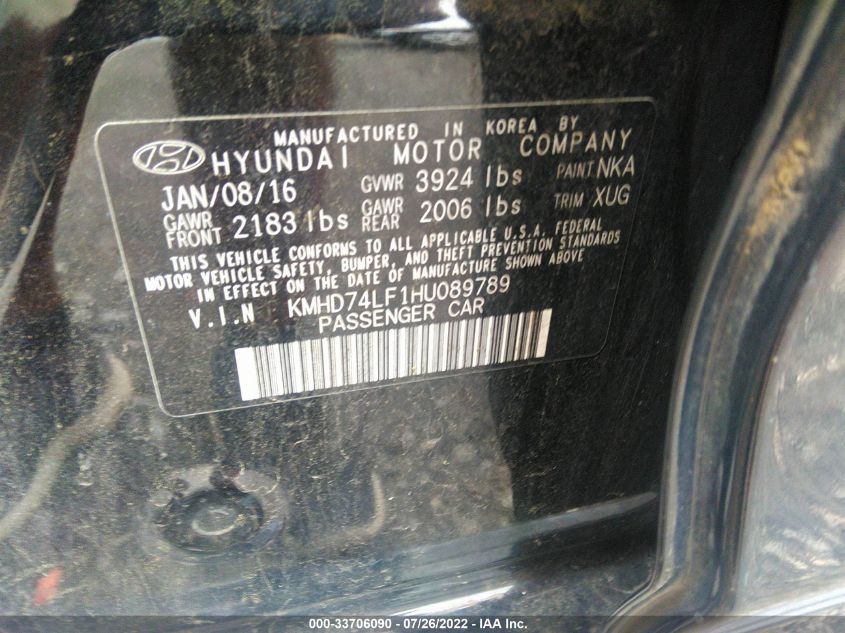 MANUFACTURED IN KOREA BY
HYUNDAI MOTOR COMPANY
JAN/08/16 GVWR 3924 lbs PAINT NKA
GAWR FRONT 2183 lbs GAWR REAR 2006 lbs TRIM XUG
THIS VEHICLE CONFORMS TO ALL APPLICABLE U.S.A. FEDERAL
MOTOR VEHICLE SAFETY, BUMPER, AND THEFT PREVENTION STANDARDS
IN EFFECT ON THE DATE OF MANUFACTURE SHOWN ABOVE
V.I.N KMHD74LF1HU089789
PASSENGER CAR
000-33706090 - 07/26/2022 - IAA Inc.